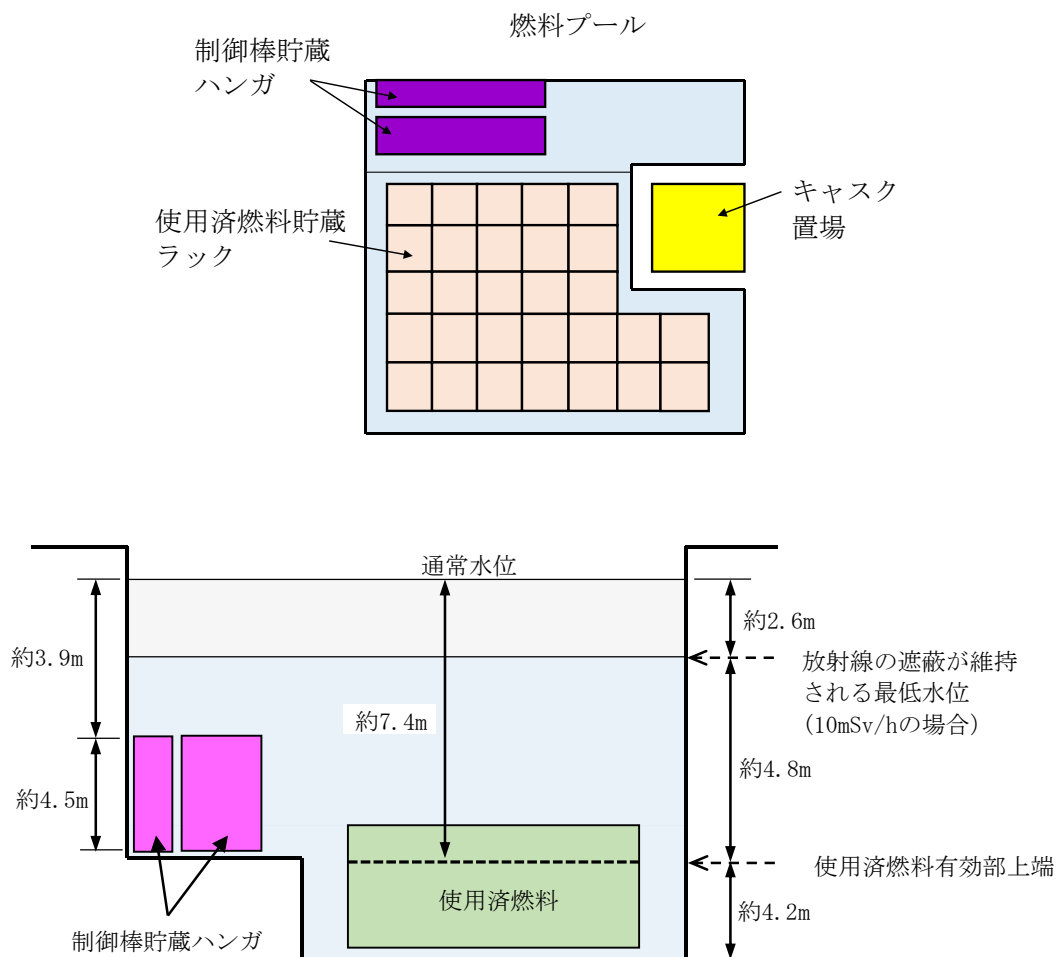 燃料プール
制御棒貯蔵
ハンガ
使用済燃料貯蔵
ラック
キャスク
置場
通常水位
約2.6m
約3.9m
放射線の遮蔽が維持
される最低水位
(10mSv/hの場合)
約7.4m
約4.8m
約4.5m
使用済燃料有効部上端
使用済燃料
約4.2m
制御棒貯蔵ハンガ